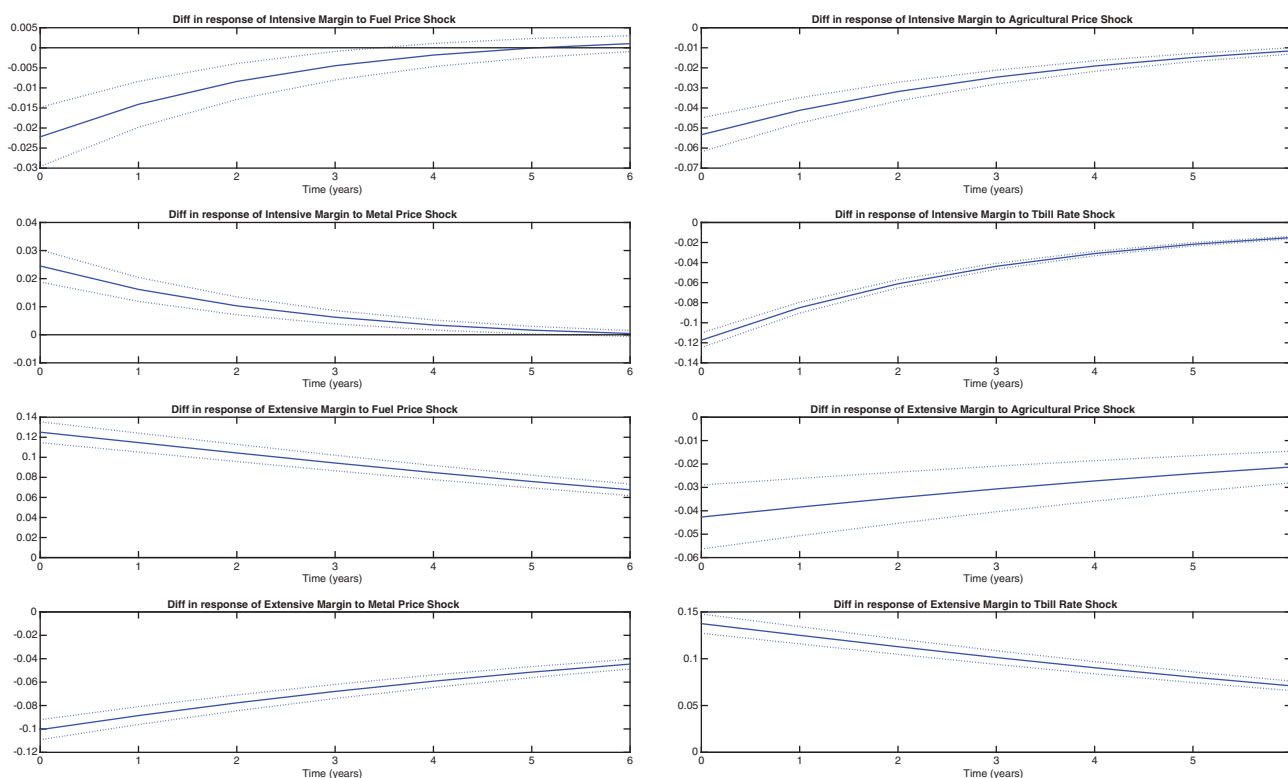 Diff in response of Intensive Margin to Fuel Price Shock
0.005
0
-0.005
-0.01
-0.015
-0.02
-0.025
-0.03
0 1 2 3 4 5 6
Time (years)
Diff in response of Intensive Margin to Agricultural Price Shock
0
-0.01
-0.02
-0.03
-0.04
-0.05
-0.06
-0.07
0 1 2 3 4 5
Time (years)
Diff in response of Intensive Margin to Metal Price Shock
0.04
0.03
0.02
0.01
0
-0.01
0 1 2 3 4 5 6
Time (years)
Diff in response of Intensive Margin to Tbill Rate Shock
0
-0.02
-0.04
-0.06
-0.08
-0.1
-0.12
-0.14
0 1 2 3 4 5
Time (years)
Diff in response of Extensive Margin to Fuel Price Shock
0.14
0.12
0.1
0.08
0.06
0.04
0.02
0
0 1 2 3 4 5 6
Time (years)
Diff in response of Extensive Margin to Agricultural Price Shock
0
-0.01
-0.02
-0.03
-0.04
-0.05
-0.06
0 1 2 3 4 5
Time (years)
Diff in response of Extensive Margin to Metal Price Shock
0
-0.02
-0.04
-0.06
-0.08
-0.1
-0.12
0 1 2 3 4 5 6
Time (years)
Diff in response of Extensive Margin to Tbill Rate Shock
0.15
0.1
0.05
0
0 1 2 3 4 5
Time (years)